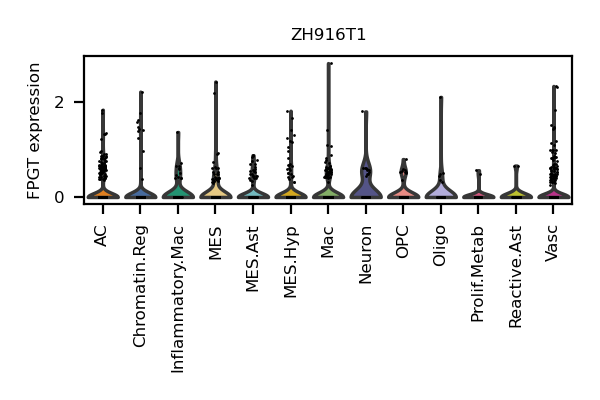 ZH916T1
FPGT expression
2
0
AC
Chromatin.Reg
Inflammatory.Mac
MES
MES.Ast
MES.Hyp
Mac
Neuron
OPC
Oligo
Prolif.Metab
Reactive.Ast
Vasc